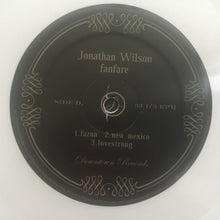 Jonathan Wilson
fanfare
SIDE D.
33 1/3 RPM
1.fazon 2.new mexico
3.lovestrong
Downtown Records